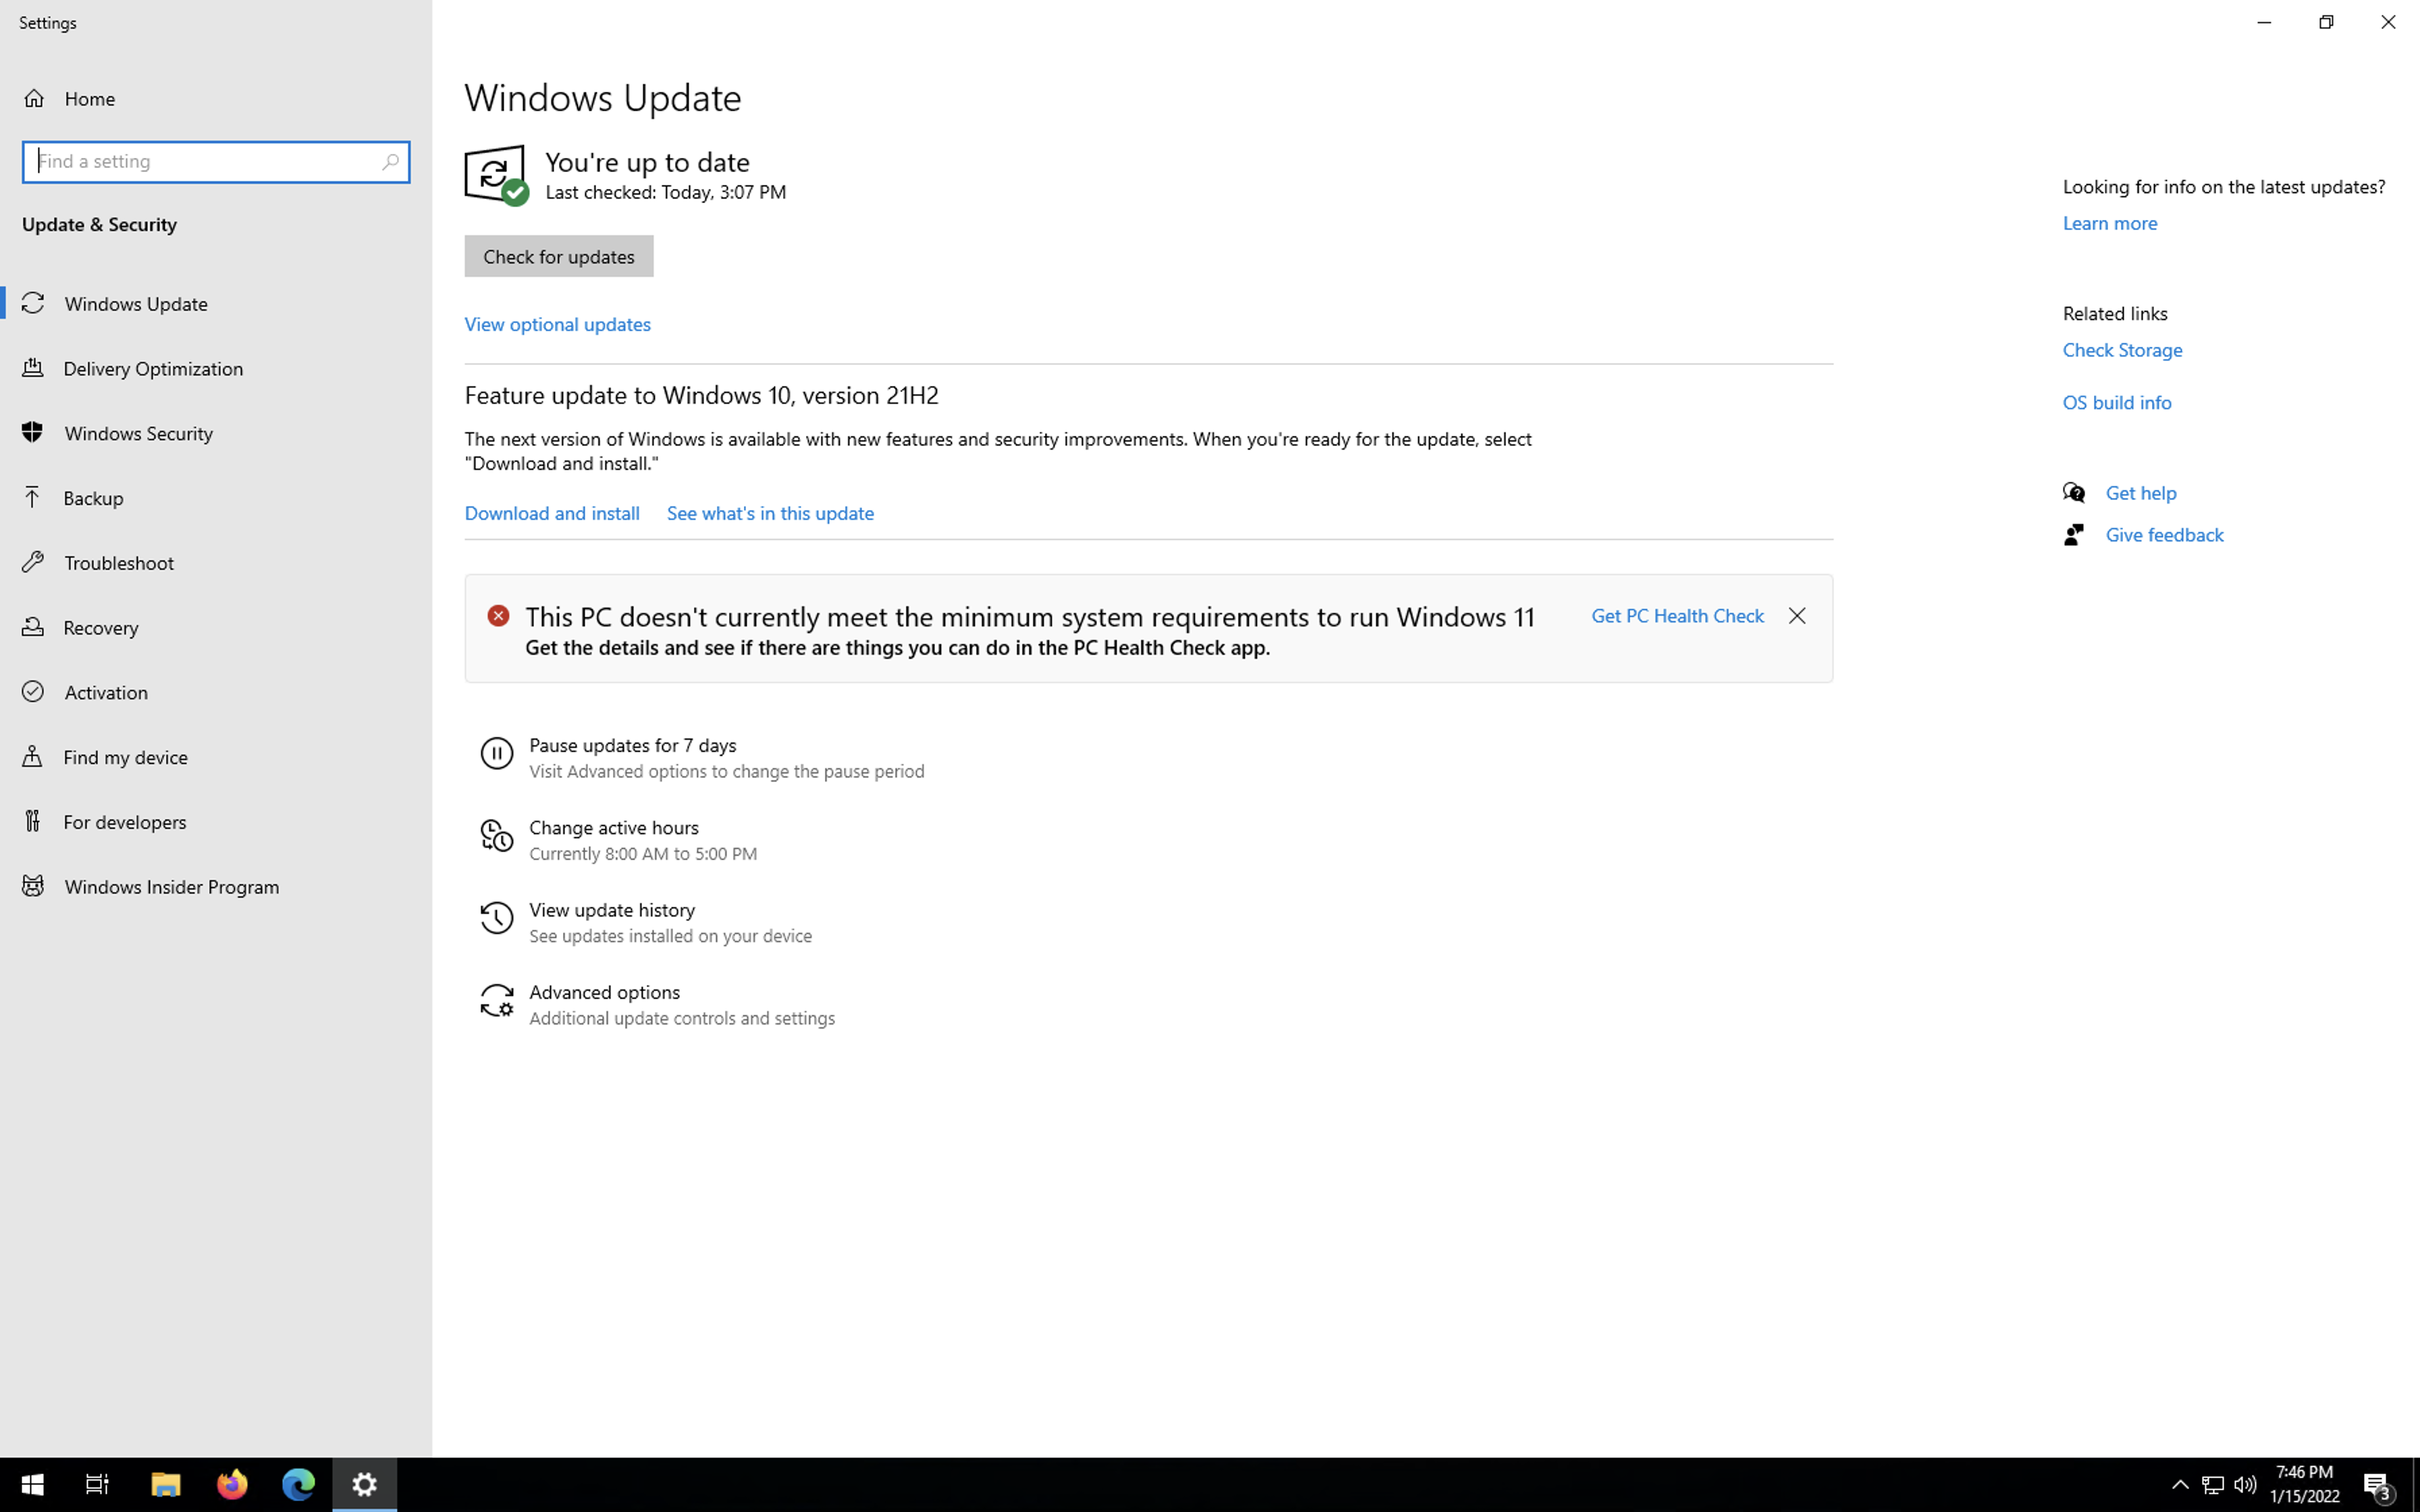 Settings
Home
Find a setting
Update & Security
Windows Update
Delivery Optimization
Windows Security
Backup
Troubleshoot
Recovery
Activation
Find my device
For developers
Windows Insider Program
Windows Update
You're up to date
Last checked: Today, 3:07 PM
Check for updates
View optional updates
Feature update to Windows 10, version 21H2
The next version of Windows is available with new features and security improvements. When you're ready for the update, select
"Download and install."
Download and install See what's in this update
This PC doesn't currently meet the minimum system requirements to run Windows 11
Get the details and see if there are things you can do in the PC Health Check app.
Get PC Health Check
Pause updates for 7 days
Visit Advanced options to change the pause period
Change active hours
Currently 8:00 AM to 5:00 PM
View update history
See updates installed on your device
Advanced options
Additional update controls and settings
Looking for info on the latest updates?
Learn more
Related links
Check Storage
OS build info
Get help
Give feedback
7:46 PM
1/15/2022
3